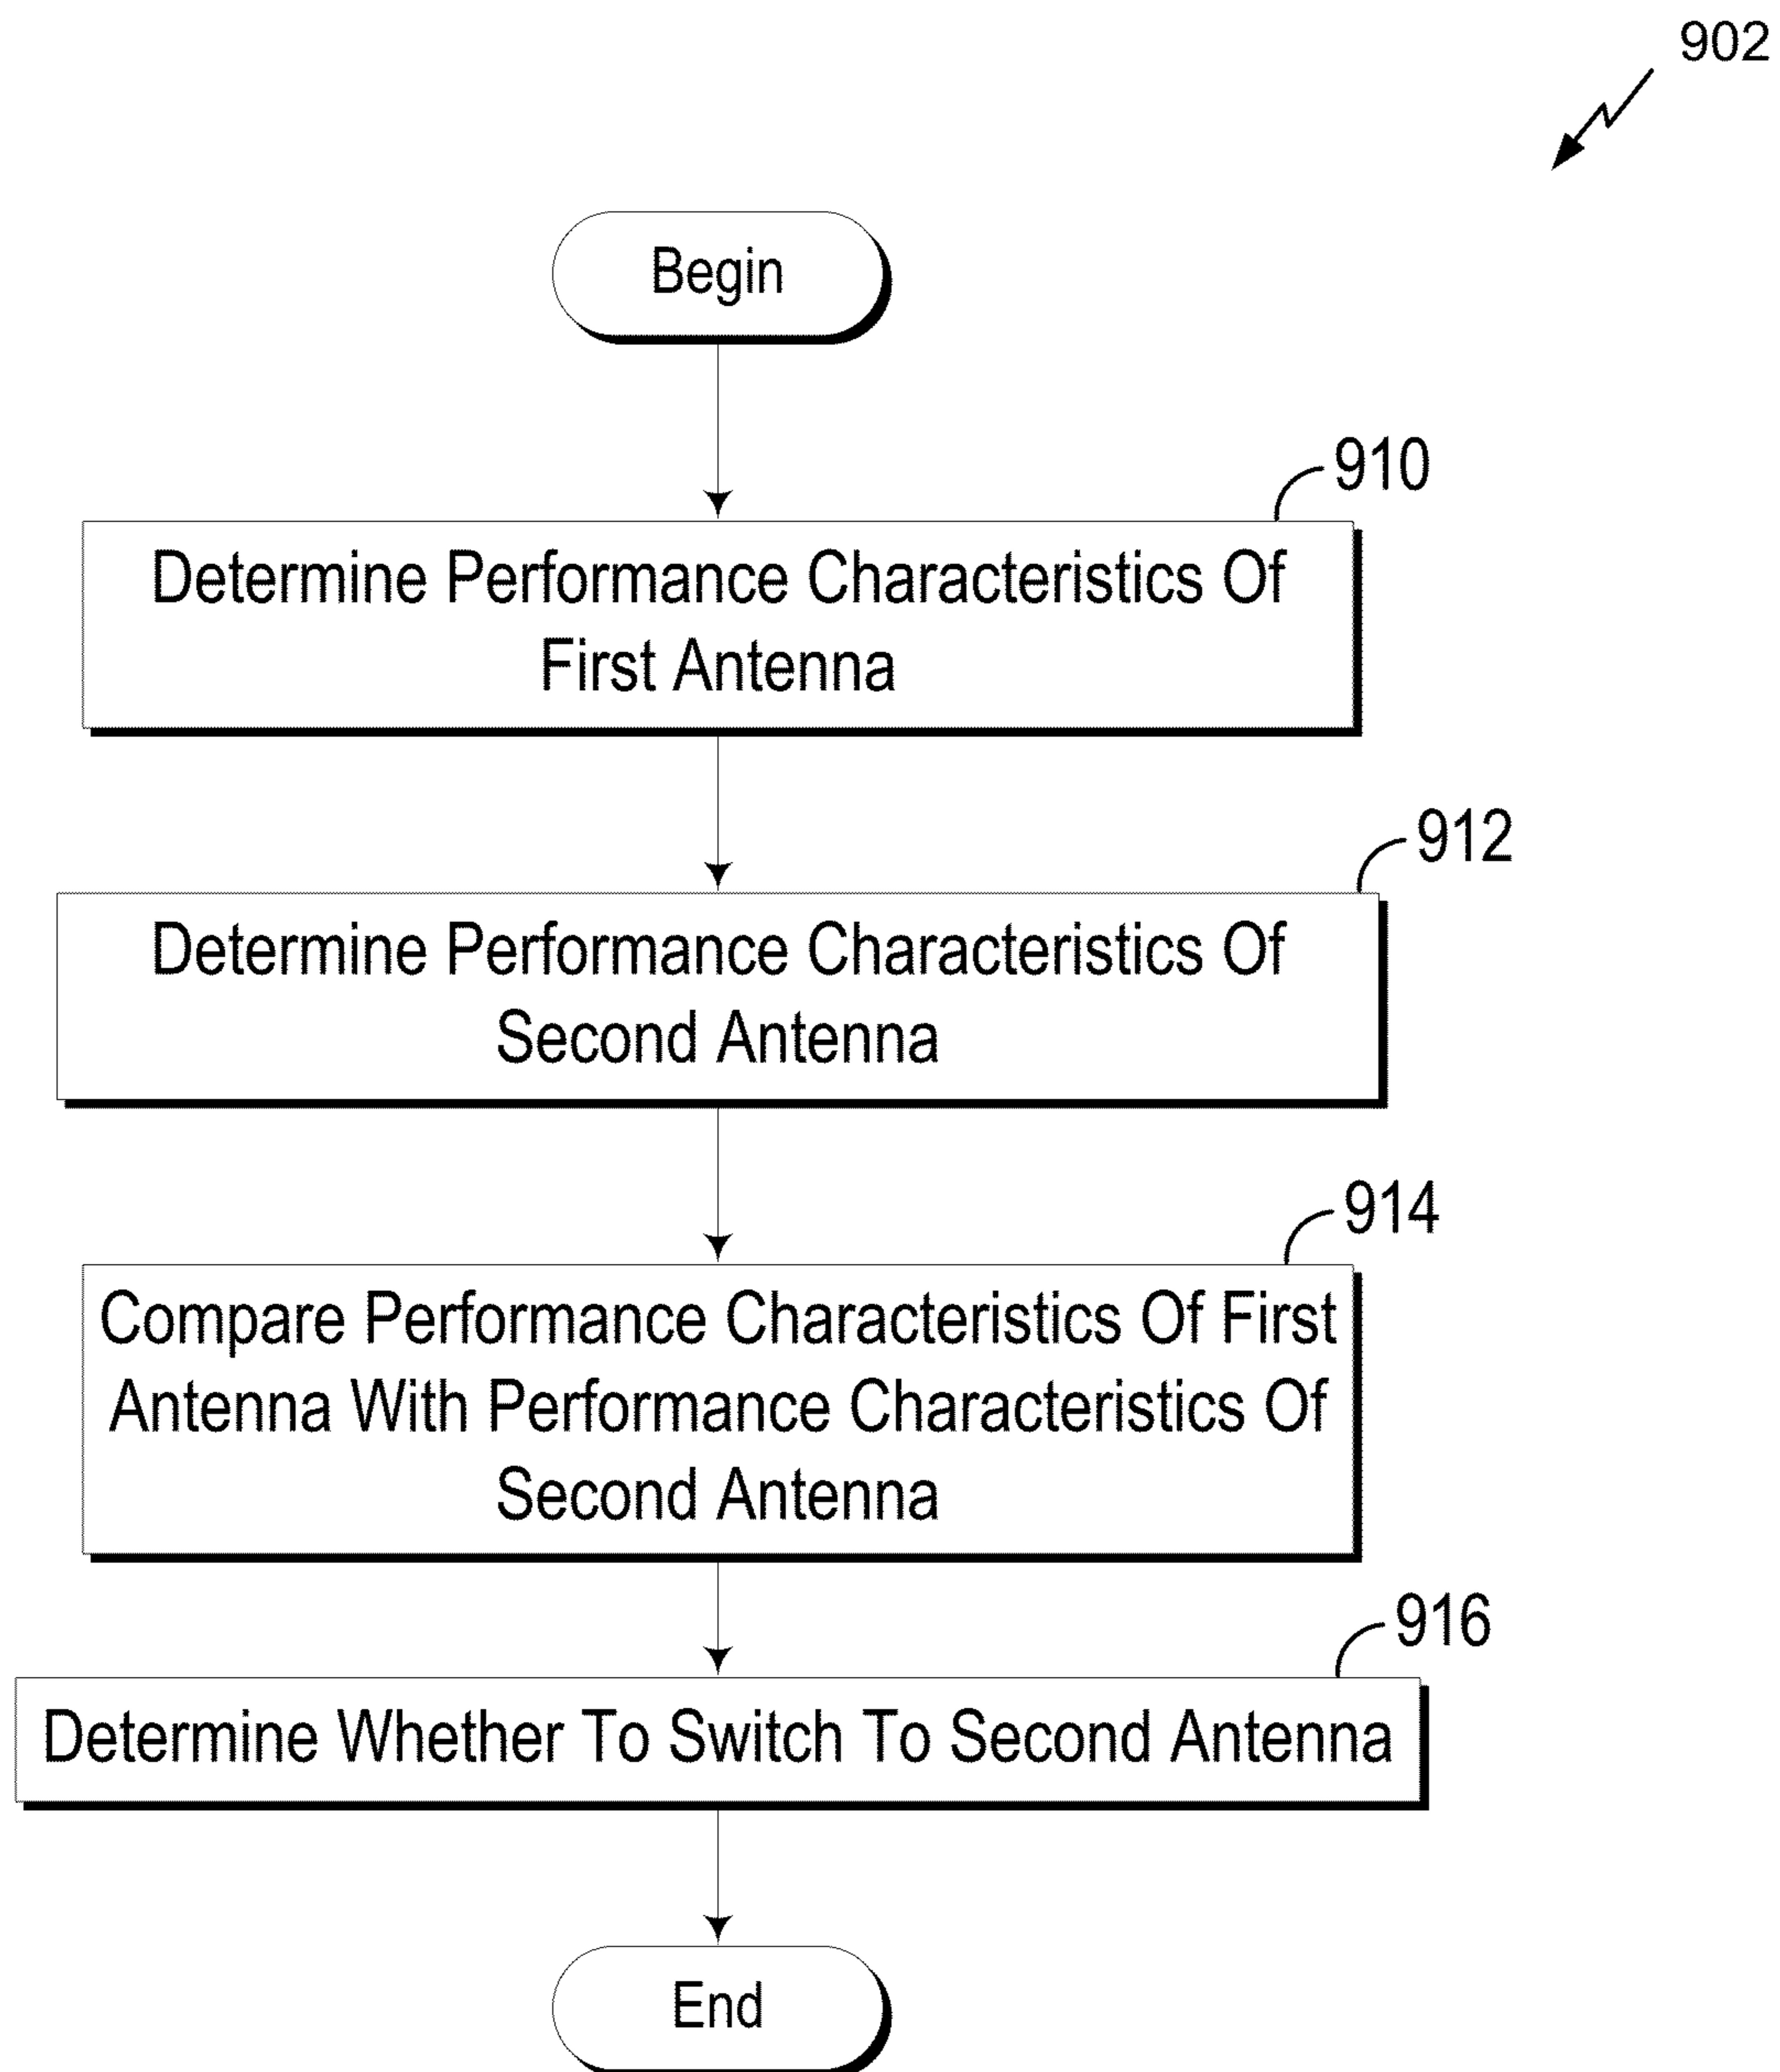 902
Begin
910
Determine Performance Characteristics Of
First Antenna
912
Determine Performance Characteristics Of
Second Antenna
914
Compare Performance Characteristics Of First
Antenna With Performance Characteristics Of
Second Antenna
916
Determine Whether To Switch To Second Antenna
End